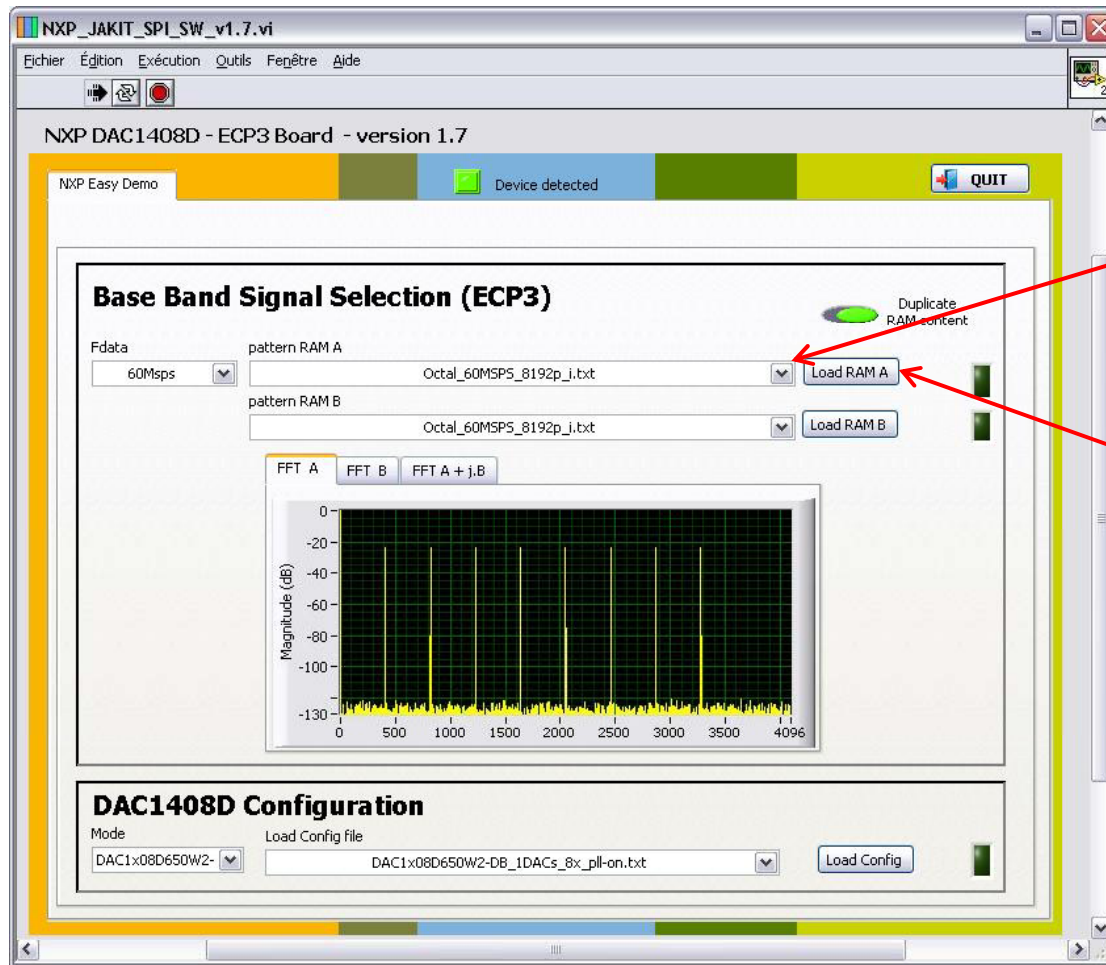 NXP_JAKIT_SPI_SW_v1.7.vi
Fichier Édition Exécution Outils Fenêtre Aide
2
NXP DAC1408D - ECP3 Board - version 1.7
NXP Easy Demo
Device detected
QUIT
Base Band Signal Selection (ECP3)
Duplicate
RAM content
Fdata
pattern RAM A
60Msps
Octal_60MSPS_8192p_i.txt
Load RAM A
pattern RAM B
Octal_60MSPS_8192p_i.txt
Load RAM B
FFT A
FFT B
FFT A + j.B
Magnitude (dB)
0
-20
-40
-60
-80
-100
-130
0 500 1000 1500 2000 2500 3000 3500 4096
DAC1408D Configuration
Mode
Load Config file
DAC1x08D650W2-
DAC1x08D650W2-DB_1DACs_8x_pll-on.txt
Load Config